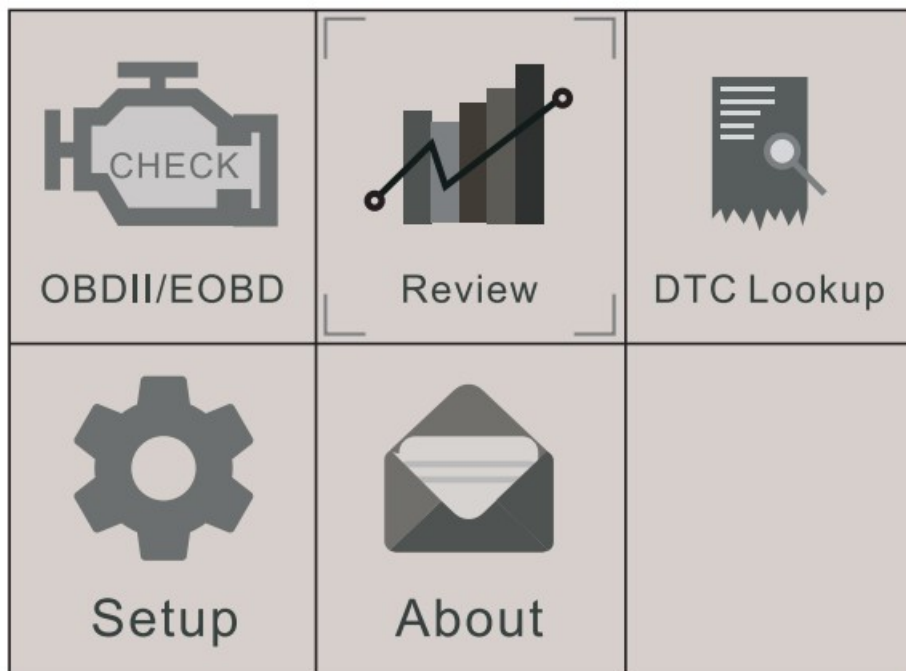 CHECK
OBDII/EOBD
Review
DTC Lookup
Setup
About